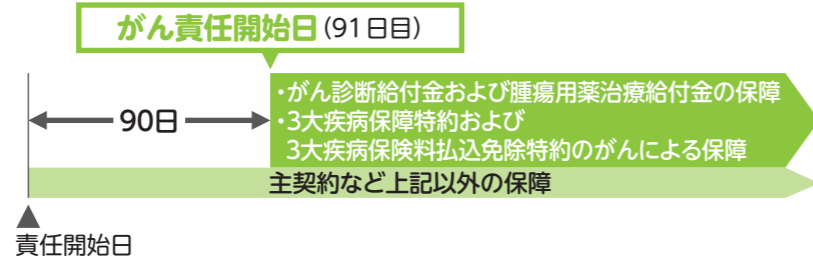 がん責任開始日(91日目)
・がん診断給付金および腫瘍用薬治療給付金の保障
90日
・3大疾病保障特約および
3大疾病保険料払込免除特約のがんによる保障
主契約など上記以外の保障
責任開始日